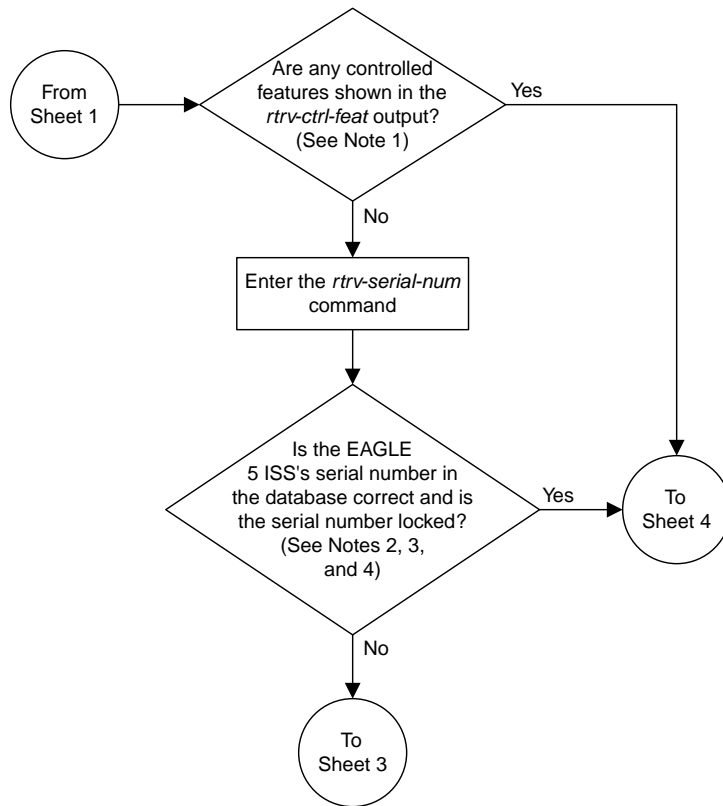 From
Sheet 1
Are any controlled
features shown in the
rtrv-ctrl-feat output?
(See Note 1)
Yes
No
Enter the rtrv-serial-num
command
Is the EAGLE
5 ISS's serial number in
the database correct and is
the serial number locked?
(See Notes 2, 3,
and 4)
Yes
To
Sheet 4
No
To
Sheet 3